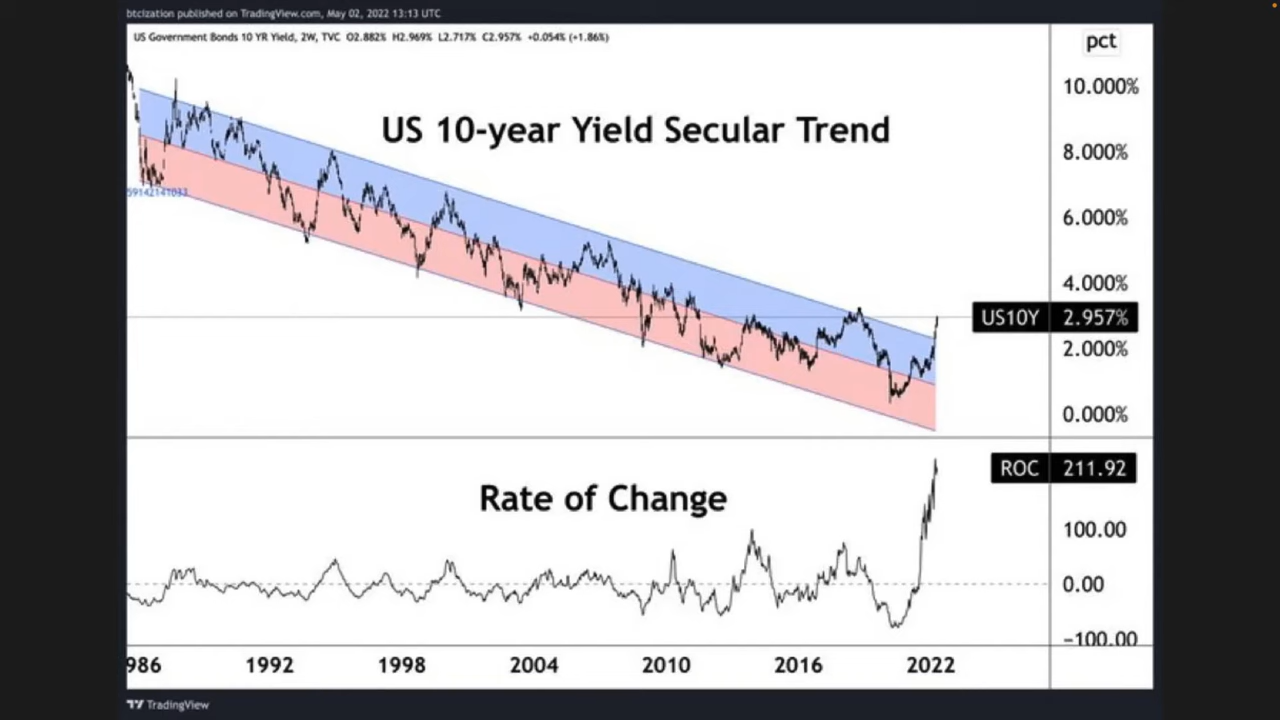 btcization published on TradingView.com, May 02, 2022 13:13 UTC
US Government Bonds 10 YR Yield, 2W, TVC O2.882% H2.969% L2.717% C2.957% +0.054% (+1.86%)
pct
10.000%
US 10-year Yield Secular Trend
8.000%
59142141033
6.000%
4.000%
US10Y 2.957%
2.000%
0.000%
ROC 211.92
Rate of Change
100.00
0.00
−100.00
986 1992 1998 2004 2010 2016 2022
TradingView